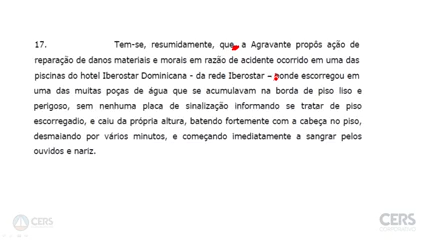 17. Tem-se, resumidamente, que, a Agravante propôs ação de
reparação de danos materiais e morais em razão de acidente ocorrido em uma das
piscinas do hotel Iberostar Dominicana - da rede Iberostar – onde escorregou em
uma das muitas poças de água que se acumulavam na borda de piso liso e
perigoso, sem nenhuma placa de sinalização informando se tratar de piso
escorregadio, e caiu da própria altura, batendo fortemente com a cabeça no piso,
desmaiando por vários minutos, e começando imediatamente a sangrar pelos
ouvidos e nariz.
CERS
CERS